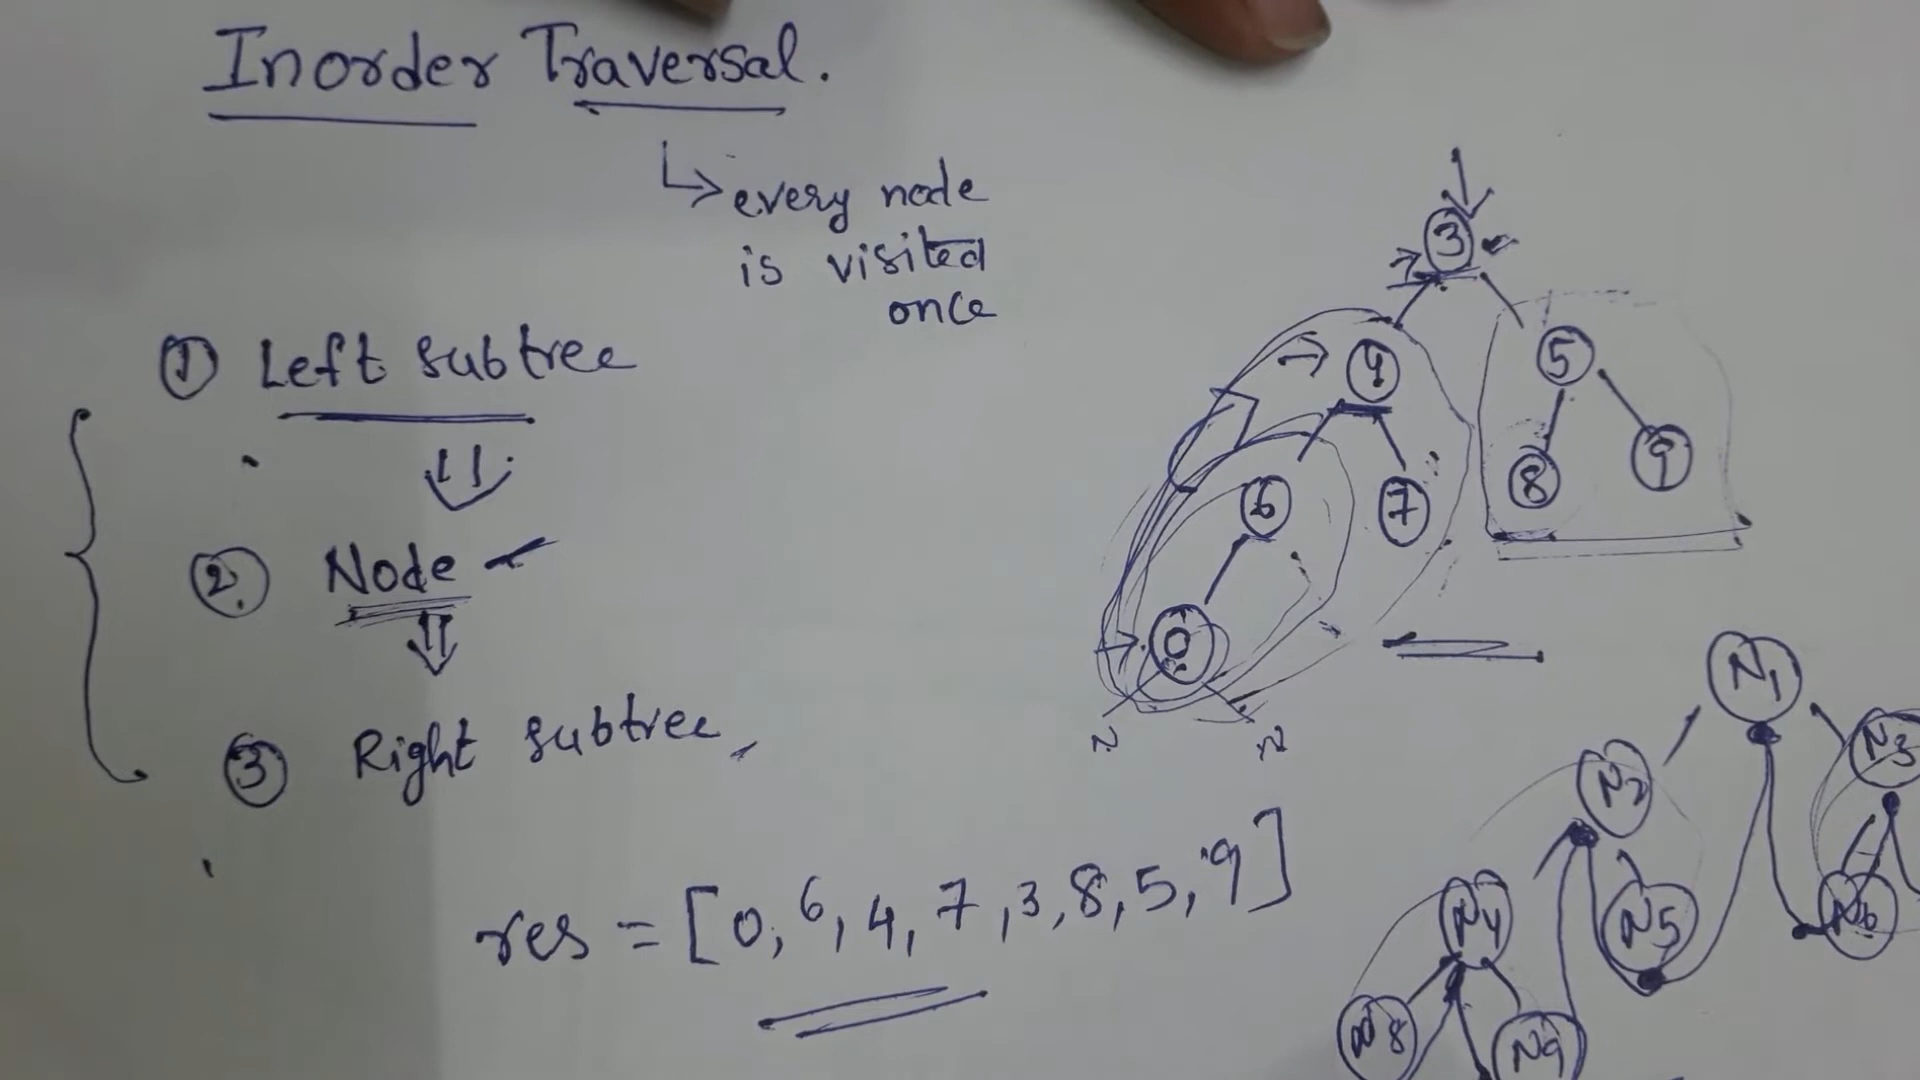 Inorder Traversal.
every node
is visited
once
① Left subtree
② Node
③ Right subtree
res = [0, 6, 4, 7, 3, 8, 5, 9]
3
4
5
6
7
8
9
0
N
N
N1
N2
N3
N4
N5
N6
N8
N9